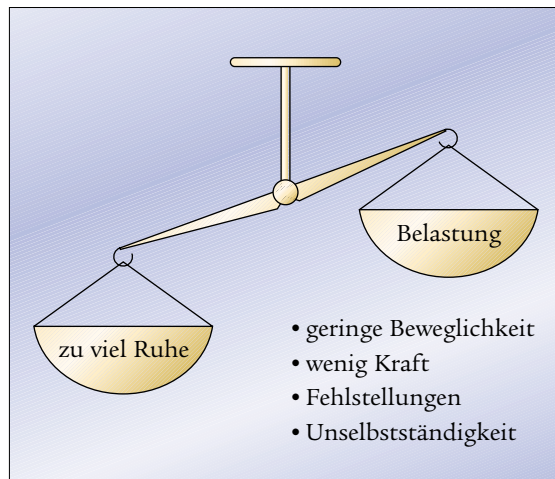 Belastung
zu viel Ruhe
• geringe Beweglichkeit
• wenig Kraft
• Fehlstellungen
• Unselbstständigkeit